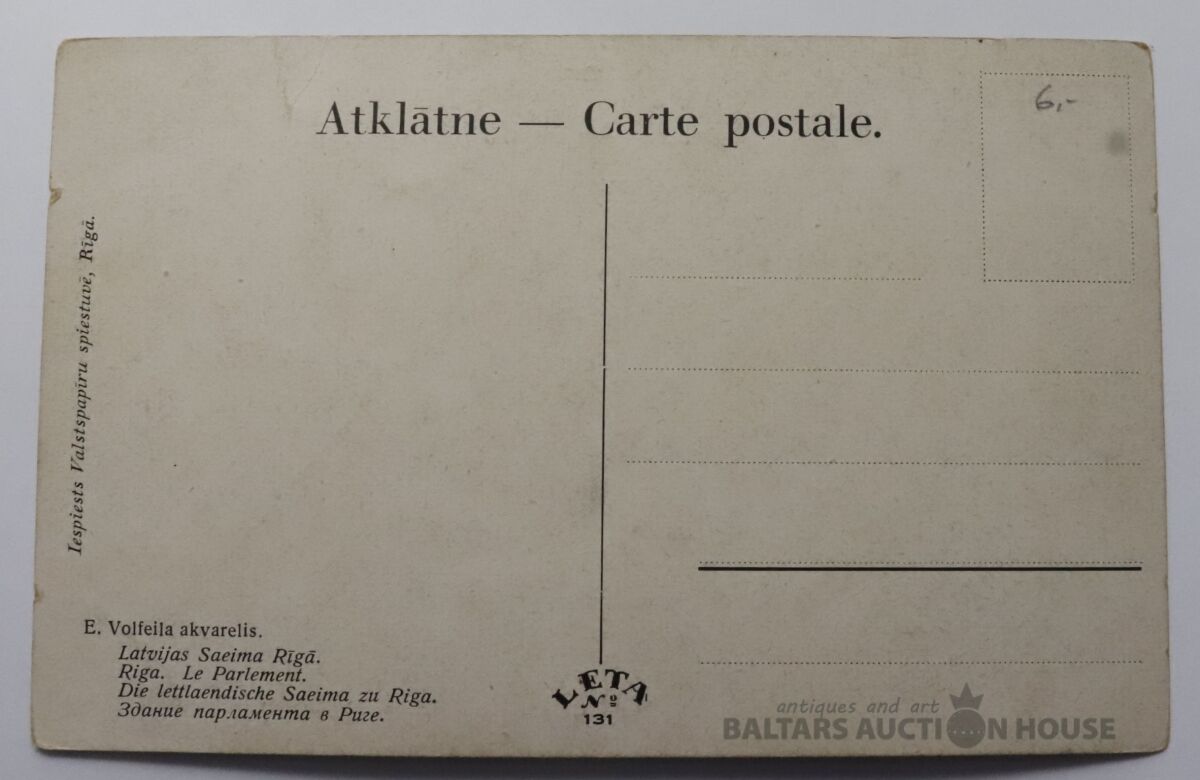 Atklātne — Carte postale.
6,-
Iespiests Valstspapīru spiestuvē, Rīgā.
E. Volfeila akvarelis.
Latvijas Saeima Rīgā.
Riga. Le Parlement.
Die lettlaendische Saeima zu Riga.
Здание парламента в Риге.
LETA
№
131
antiques and art
BALTARS AUCTION HOUSE